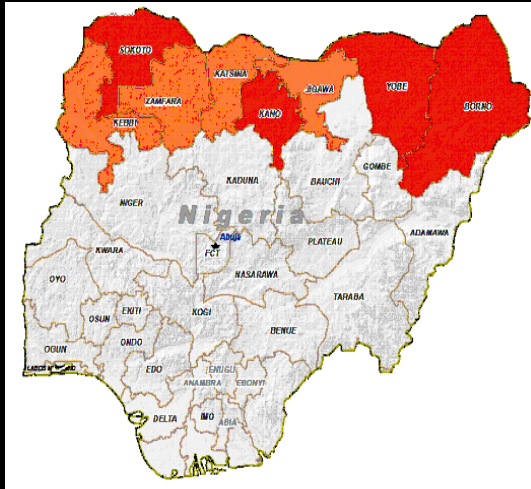 SOKOTO
KATSINA
ZAMFARA
JIGAWA
YOBE
KANO
BORNO
KEBBI
GOMBE
KADUNA
BAUCHI
NIGER
Nigeria
ADAMAWA
Abuja
PLATEAU
KWARA
FCT
NASARAWA
OYO
TARABA
EKITI
KOGI
OSUN
BENUE
ONDO
OGUN
EDO
ENUGU
ANAMBRA
EBONYI
DELTA
IMO
ABIA